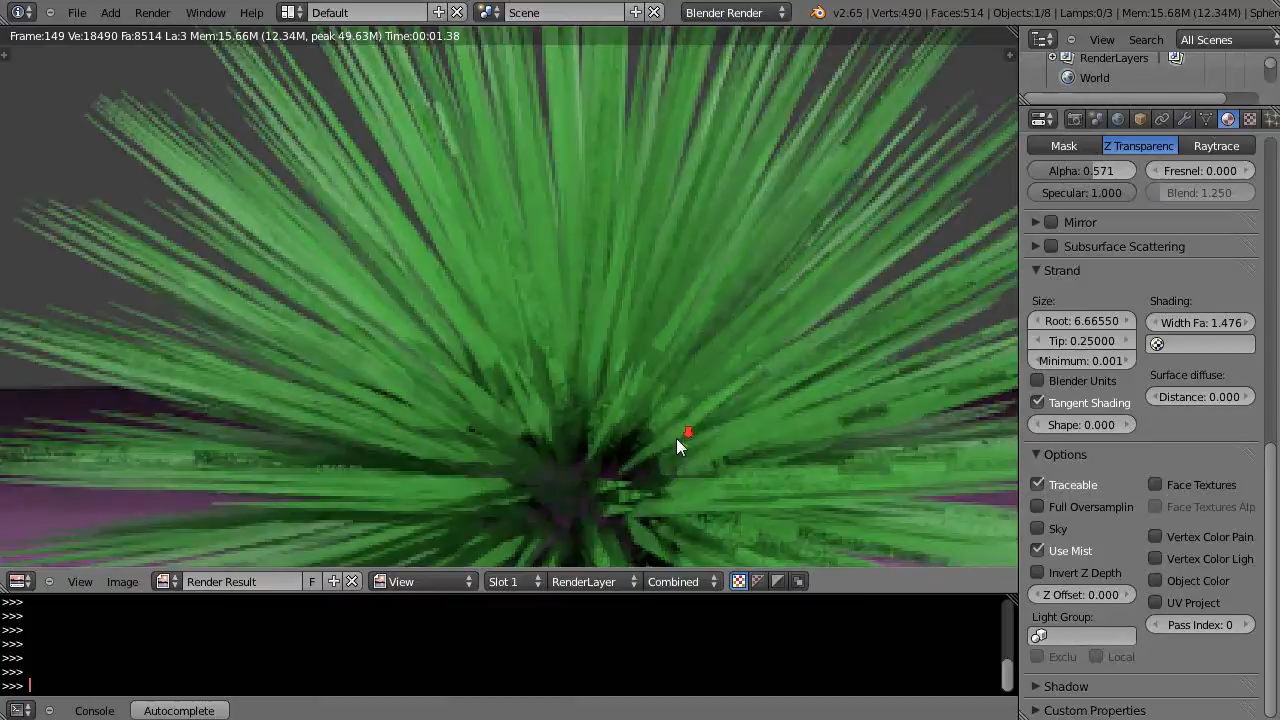 File Add Render Window Help Default Scene Blender Render v2.65 | Verts:490 | Faces:514 | Objects:1/8 | Lamps:0/3 | Mem:15.68M (12.34M) | Spher
Frame:149 Ve:18490 Fa:8514 La:3 Mem:15.66M (12.34M, peak 49.63M) Time:00:01.38
View Search All Scenes
RenderLayers |
World
Mask Z Transparenc Raytrace
Alpha: 0.571 Fresnel: 0.000
Specular: 1.000 Blend: 1.250
Mirror
Subsurface Scattering
Strand
Size: Shading:
Root: 6.66550 Width Fa: 1.476
Tip: 0.25000
Minimum: 0.001
Surface diffuse:
Blender Units
Tangent Shading Distance: 0.000
Shape: 0.000
Options
Traceable Face Textures
Full Oversamplin Face Textures Alp
Sky Vertex Color Pain
Use Mist Vertex Color Ligh
Invert Z Depth Object Color
Z Offset: 0.000 UV Project
Light Group: Pass Index: 0
Exclu Local
Shadow
Custom Properties
View Image Render Result F View Slot 1 RenderLayer Combined
>>>
>>>
>>>
>>>
>>>
>>>
>>>
Console Autocomplete